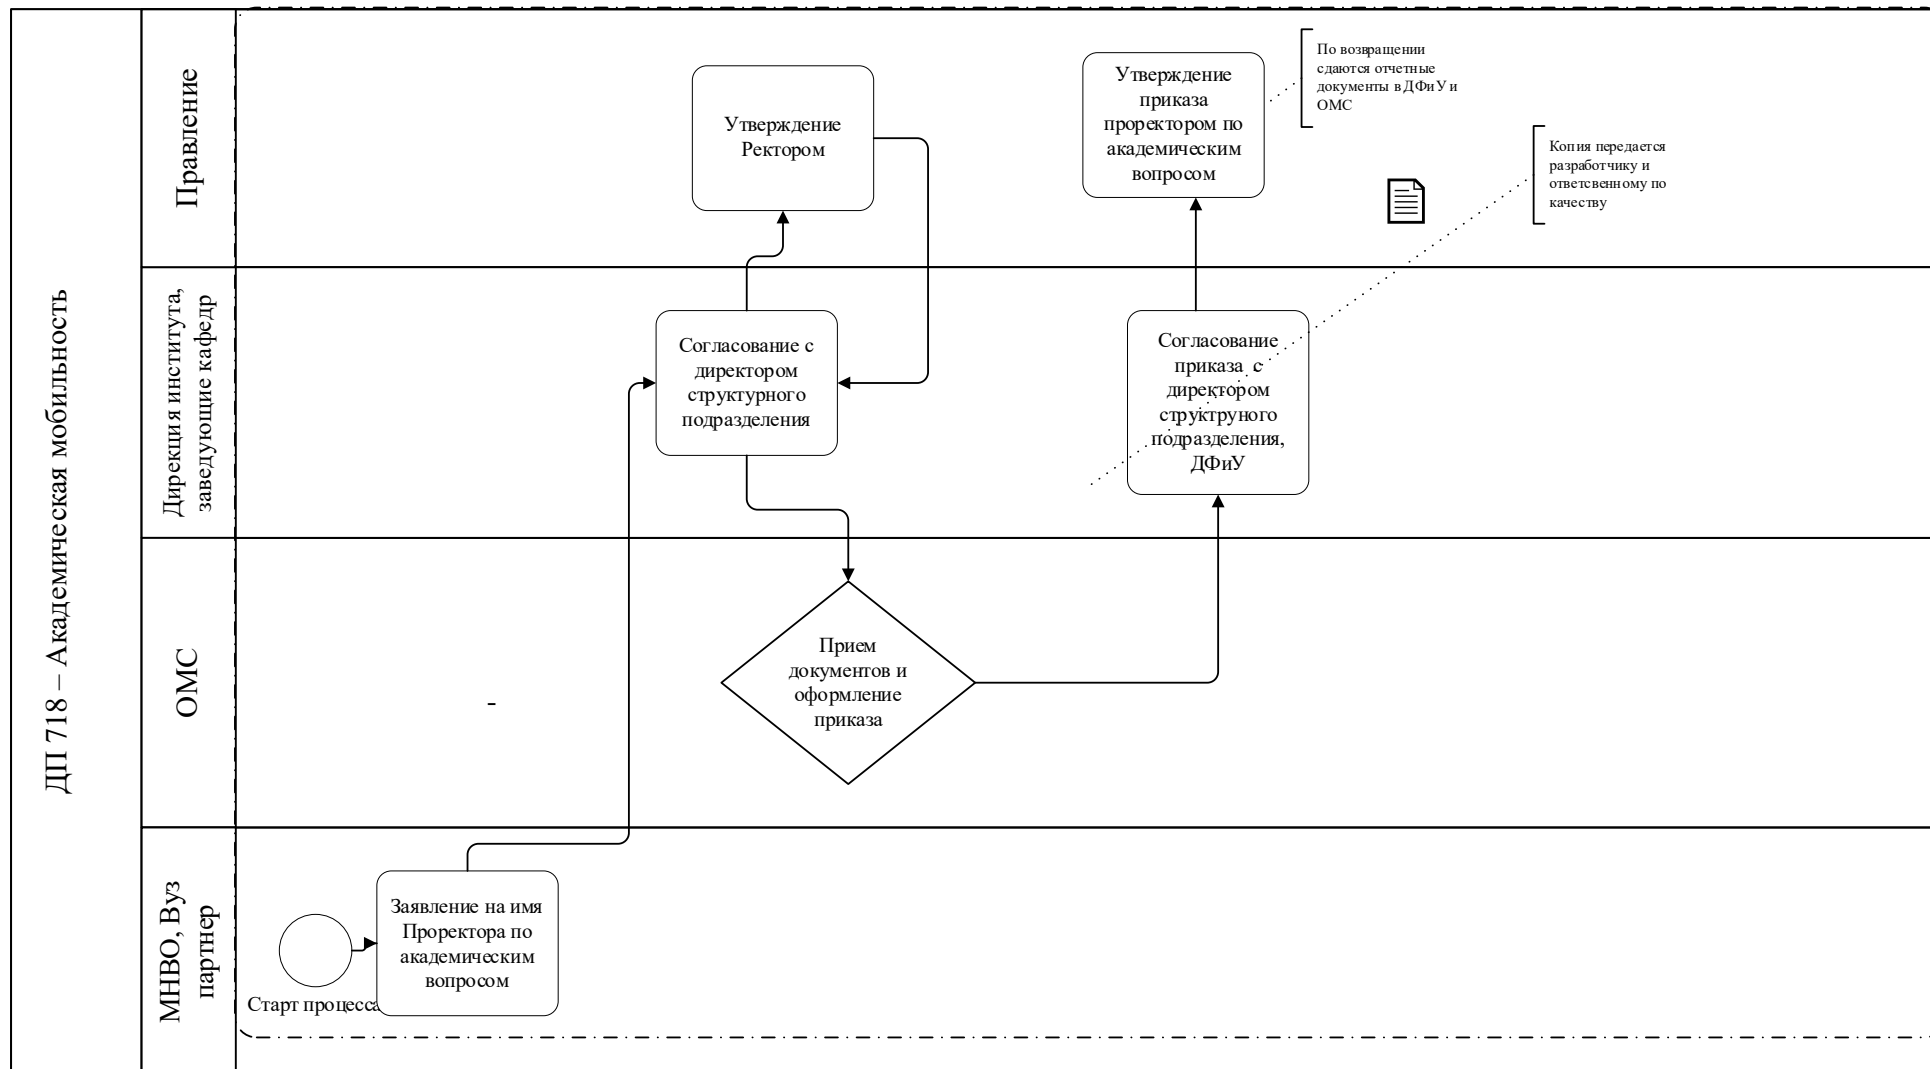 ДП 718 – Академическая мобильность
Правление
Утверждение
Ректором
Утверждение
приказа
проректором по
академическим
вопросом
По возвращении
сдаются отчетные
документы в ДФиУ и
ОМС
Копия передается
разработчику и
ответсвенному по
качеству
Дирекция института,
заведующие кафедр
Согласование с
директором
структурного
подразделения
Согласование
приказа с
директором
структруного
подразделения,
ДФиУ
ОМС
-
Прием
документов и
оформление
приказа
МНВО, Вуз
партнер
Старт процесса
Заявление на имя
Проректора по
академическим
вопросом